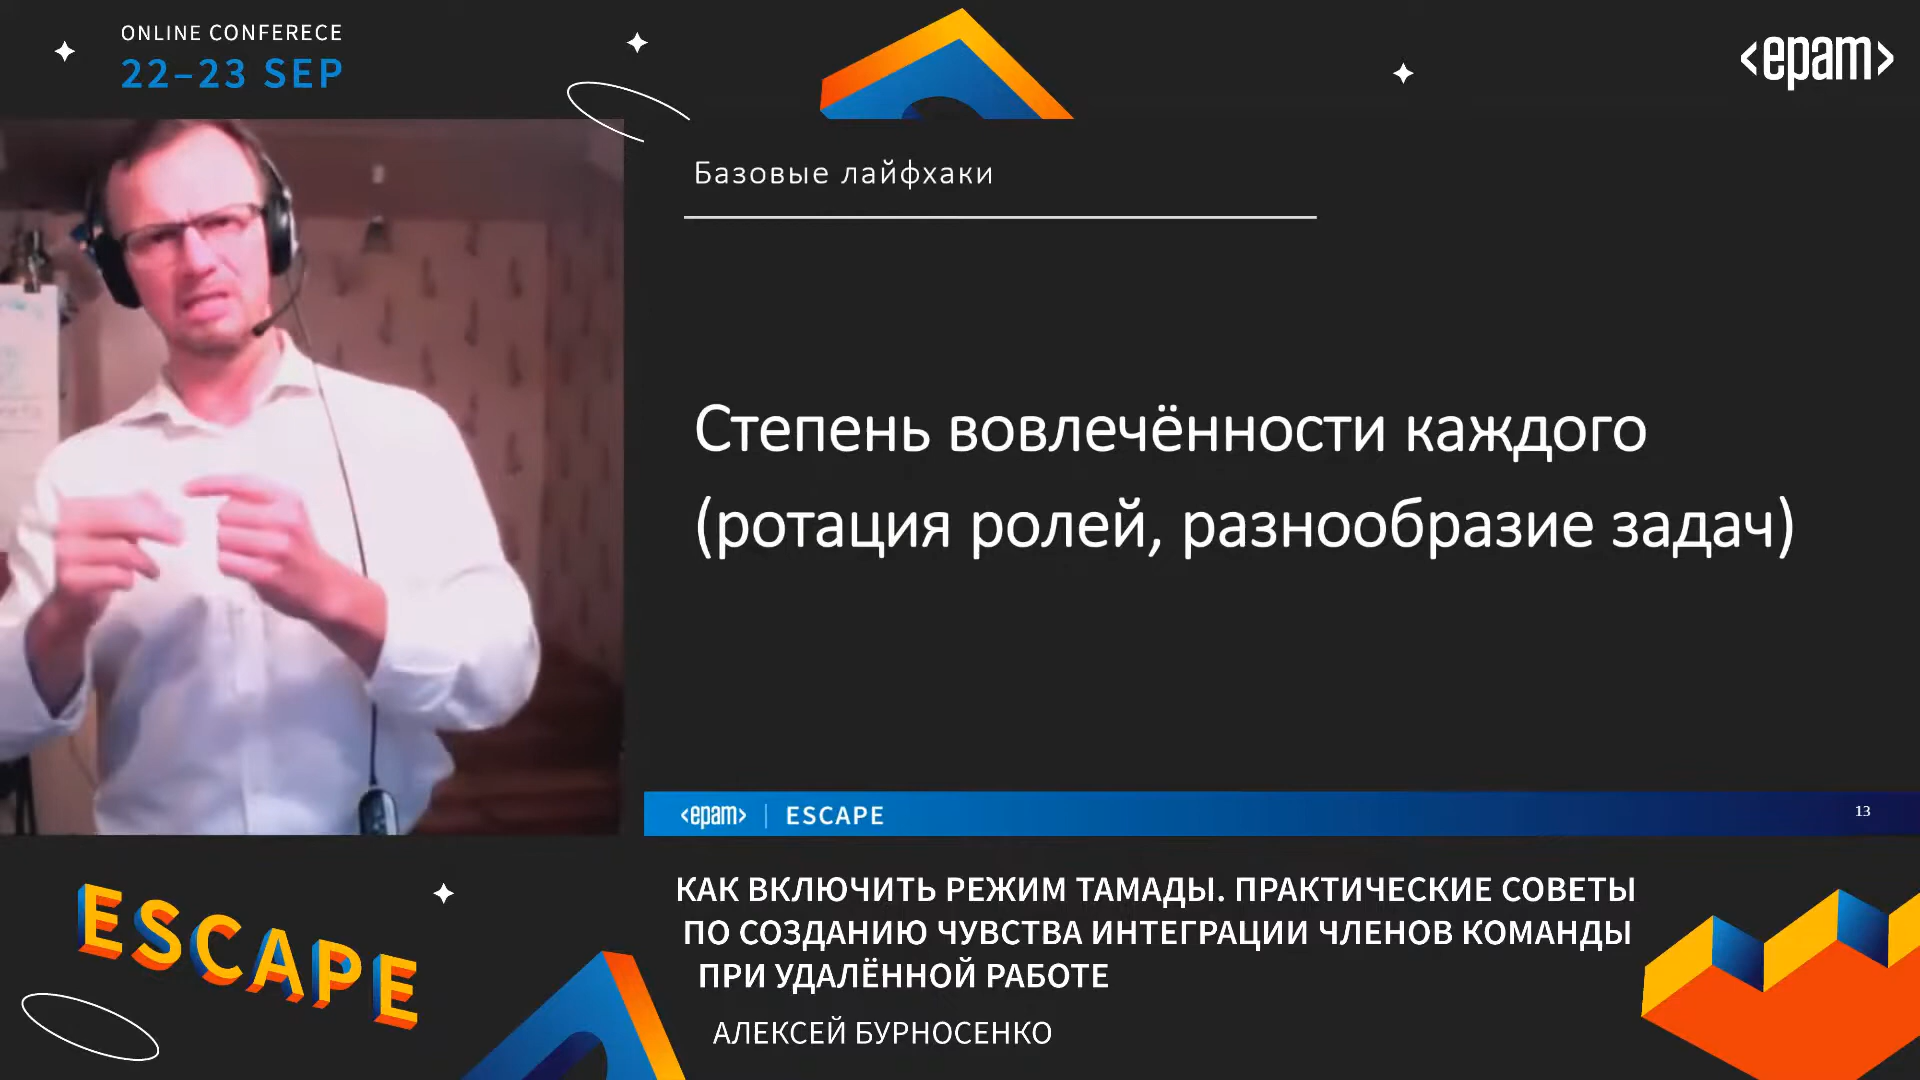 ONLINE CONFERECE
22–23 SEP
<epam>
Базовые лайфхаки
Степень вовлечённости каждого
(ротация ролей, разнообразие задач)
<epam> | ESCAPE
13
ESCAPE
КАК ВКЛЮЧИТЬ РЕЖИМ ТАМАДЫ. ПРАКТИЧЕСКИЕ СОВЕТЫ
ПО СОЗДАНИЮ ЧУВСТВА ИНТЕГРАЦИИ ЧЛЕНОВ КОМАНДЫ
ПРИ УДАЛЁННОЙ РАБОТЕ
АЛЕКСЕЙ БУРНОСЕНКО